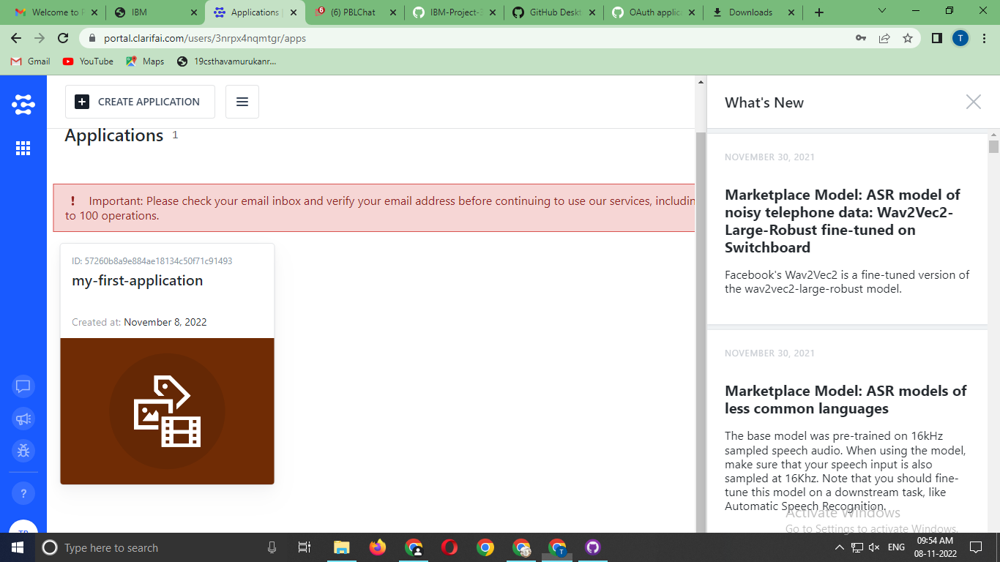 Welcome to P
IBM
Applications |
(6) PBLChat
IBM-Project-3
GitHub Deskt
OAuth applica
Downloads
portal.clarifai.com/users/3nrpx4nqmtgr/apps
T
Gmail
YouTube
Maps
19csthavamurukanr...
CREATE APPLICATION
Applications 1
! Important: Please check your email inbox and verify your email address before continuing to use our services, includin
to 100 operations.
ID: 57260b8a9e884ae18134c50f71c91493
my-first-application
Created at: November 8, 2022
What's New
NOVEMBER 30, 2021
Marketplace Model: ASR model of
noisy telephone data: Wav2Vec2-
Large-Robust fine-tuned on
Switchboard
Facebook's Wav2Vec2 is a fine-tuned version of
the wav2vec2-large-robust model.
NOVEMBER 30, 2021
Marketplace Model: ASR models of
less common languages
The base model was pre-trained on 16kHz
sampled speech audio. When using the model,
make sure that your speech input is also
sampled at 16Khz. Note that you should fine-
tune this model on a downstream task, like
Automatic Speech Recognition.
Activate Windows
Go to Settings to activate Windows.
?
Type here to search
T
ENG
09:54 AM
08-11-2022